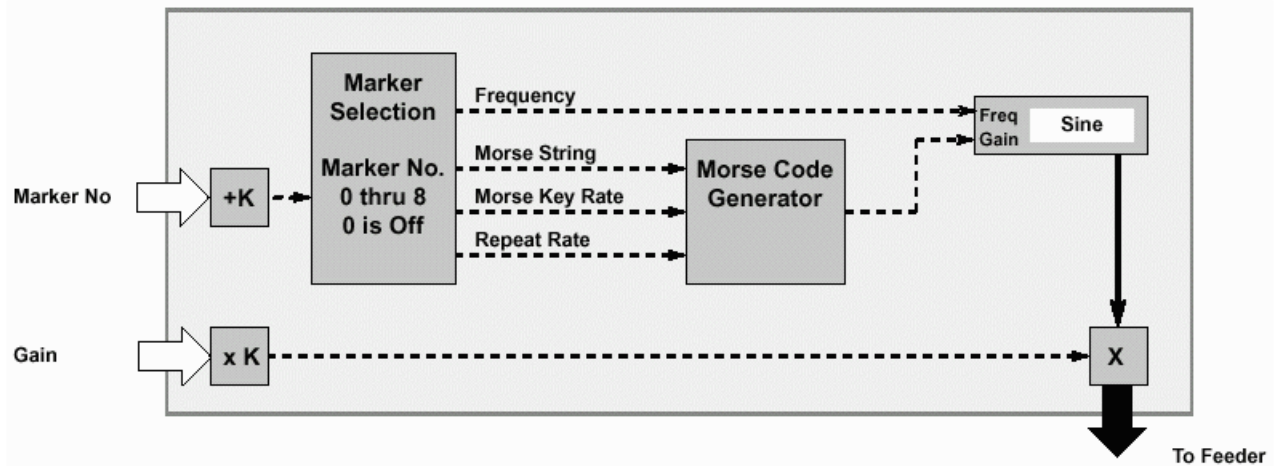 Marker
Selection
Marker No.
0 thru 8
0 is Off
Frequency
Morse String
Morse Key Rate
Repeat Rate
Morse Code
Generator
Freq
Gain
Sine
Marker No
+K
Gain
x K
X
To Feeder